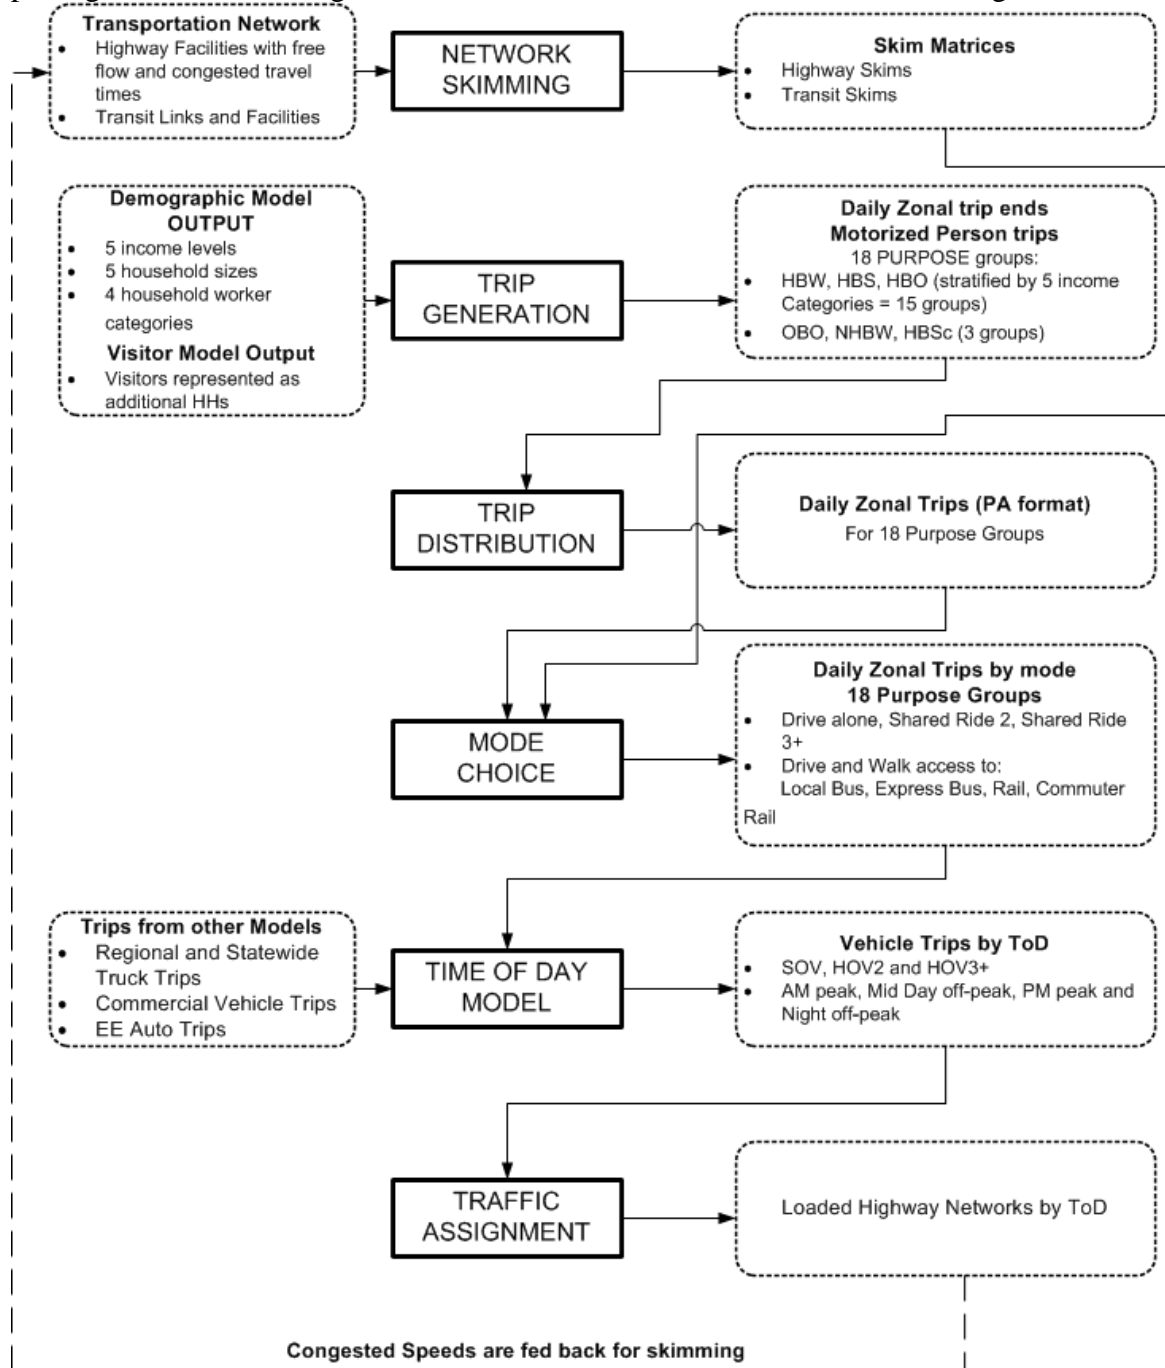 Transportation Network
• Highway Facilities with free
flow and congested travel
times
• Transit Links and Facilities
NETWORK
SKIMMING
Skim Matrices
• Highway Skims
• Transit Skims
Demographic Model
OUTPUT
• 5 income levels
• 5 household sizes
• 4 household worker
categories
Visitor Model Output
• Visitors represented as
additional HHs
TRIP
GENERATION
Daily Zonal trip ends
Motorized Person trips
18 PURPOSE groups:
• HBW, HBS, HBO (stratified by 5 income
Categories = 15 groups)
• OBO, NHBW, HBSc (3 groups)
TRIP
DISTRIBUTION
Daily Zonal Trips (PA format)
For 18 Purpose Groups
MODE
CHOICE
Daily Zonal Trips by mode
18 Purpose Groups
• Drive alone, Shared Ride 2, Shared Ride
3+
• Drive and Walk access to:
Local Bus, Express Bus, Rail, Commuter
Rail
Trips from other Models
• Regional and Statewide
Truck Trips
• Commercial Vehicle Trips
• EE Auto Trips
TIME OF DAY
MODEL
Vehicle Trips by ToD
• SOV, HOV2 and HOV3+
• AM peak, Mid Day off-peak, PM peak and
Night off-peak
TRAFFIC
ASSIGNMENT
Loaded Highway Networks by ToD
Congested Speeds are fed back for skimming